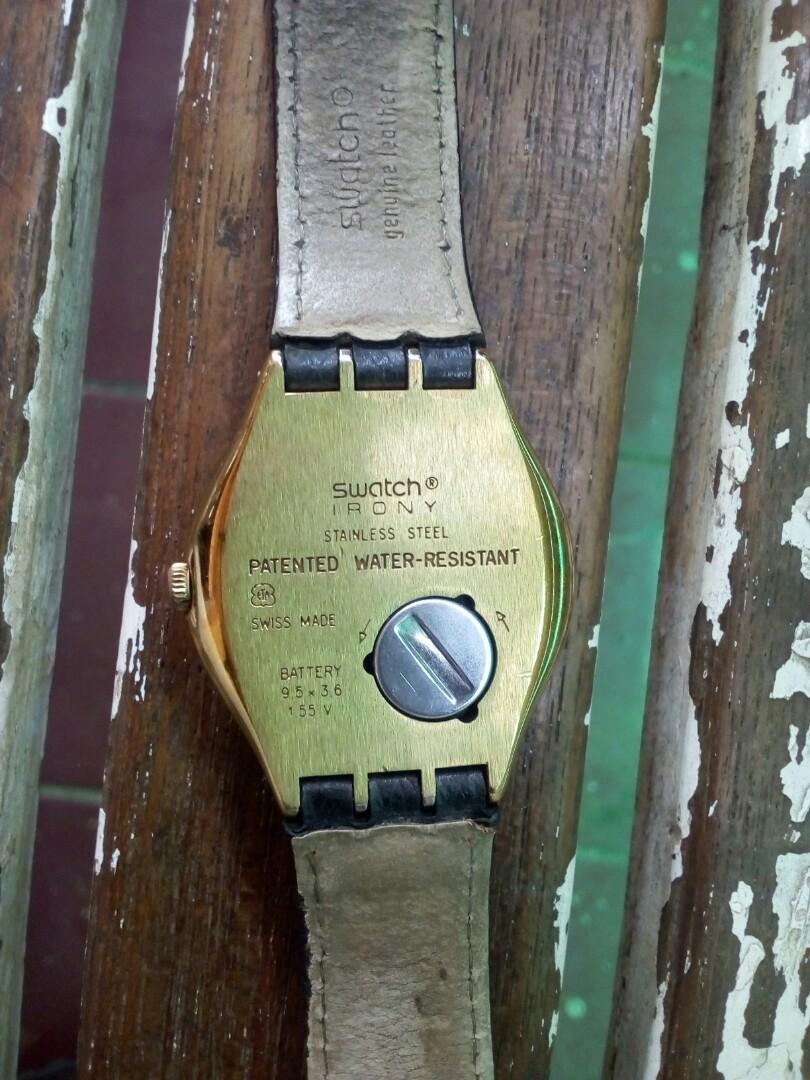 swatch
genuine leather
swatch®
IRONY
STAINLESS STEEL
PATENTED WATER-RESISTANT
ETA
SWISS MADE
BATTERY
9,5 × 3,6
1.55 V